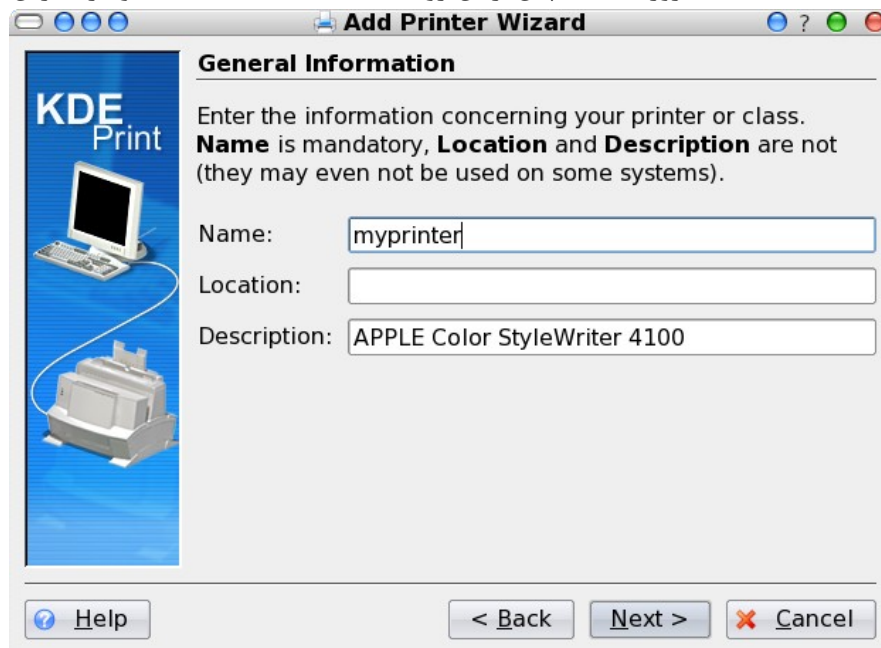 Add Printer Wizard
?
General Information
KDE
Print
Enter the information concerning your printer or class.
Name is mandatory, Location and Description are not
(they may even not be used on some systems).
Name: myprinter
Location:
Description: APPLE Color StyleWriter 4100
Help
< Back
Next >
Cancel